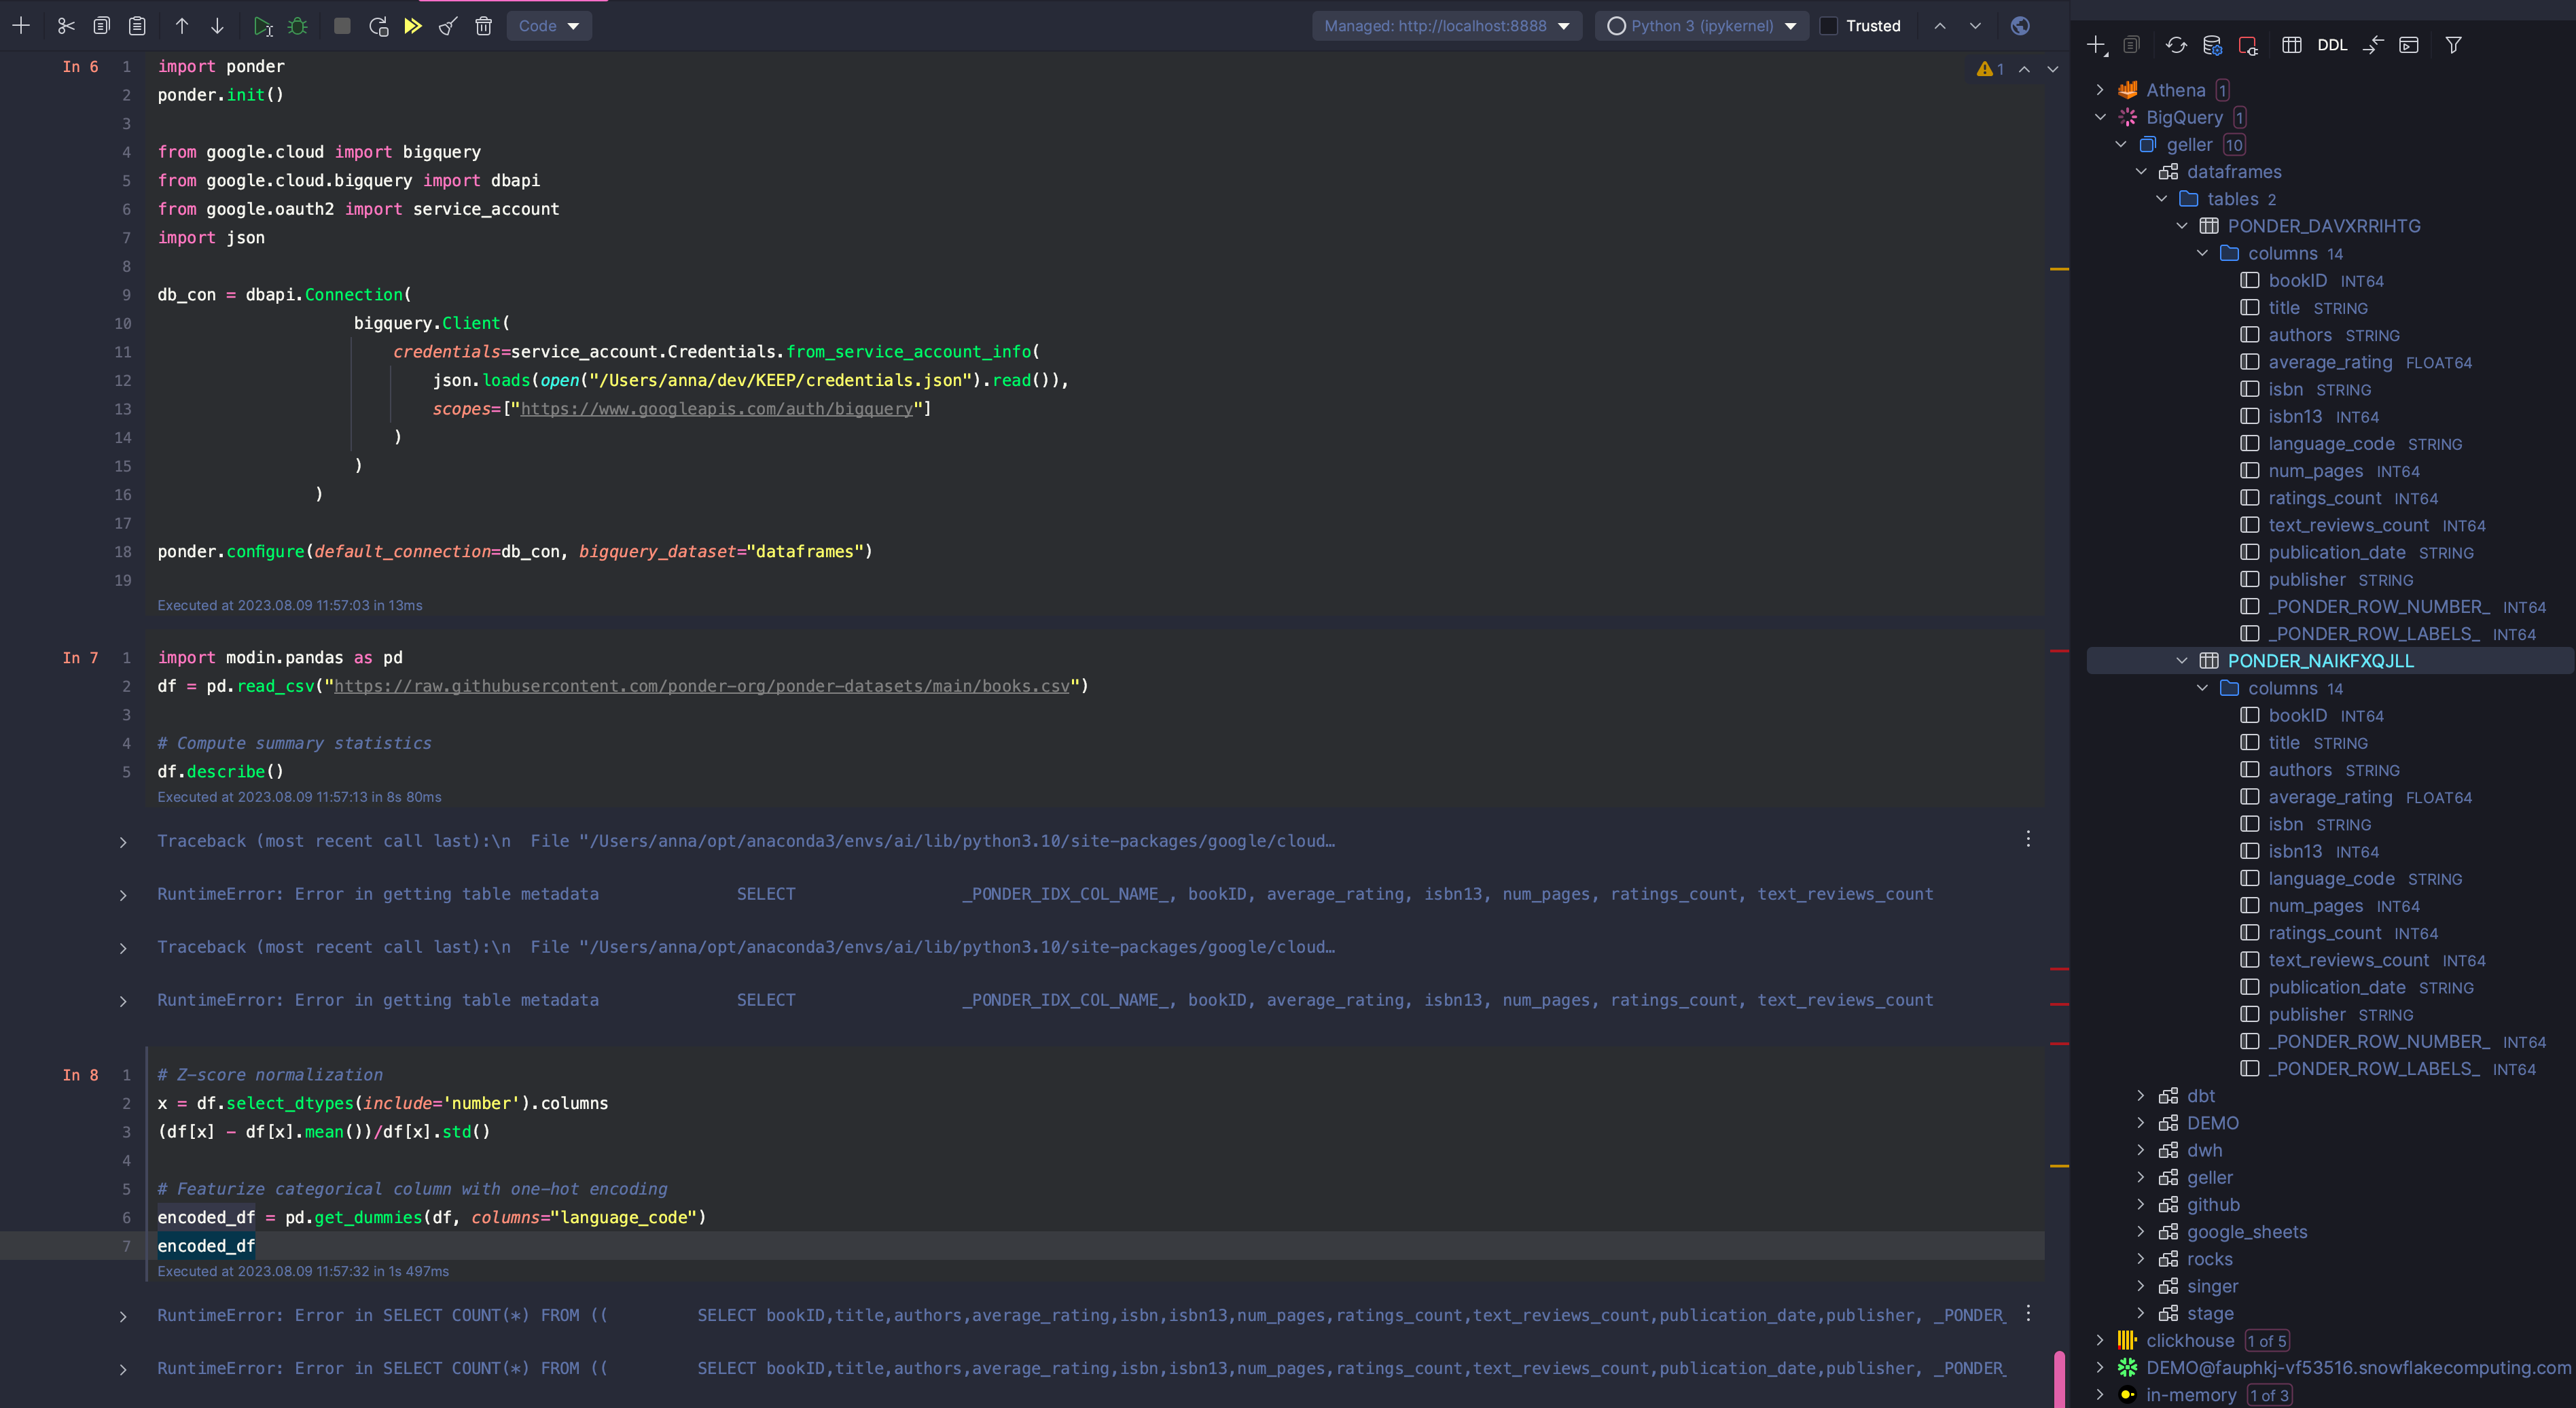 Code
Managed: http://localhost:8888
Python 3 (ipykernel)
Trusted
In 6
1 import ponder
2 ponder.init()
3
4 from google.cloud import bigquery
5 from google.cloud.bigquery import dbapi
6 from google.oauth2 import service_account
7 import json
8
9 db_con = dbapi.Connection(
10 bigquery.Client(
11 credentials=service_account.Credentials.from_service_account_info(
12 json.loads(open("/Users/anna/dev/KEEP/credentials.json").read()),
13 scopes=["https://www.googleapis.com/auth/bigquery"]
14 )
15 )
16 )
17
18 ponder.configure(default_connection=db_con, bigquery_dataset="dataframes")
19
Executed at 2023.08.09 11:57:03 in 13ms
1
In 7
1 import modin.pandas as pd
2 df = pd.read_csv("https://raw.githubusercontent.com/ponder-org/ponder-datasets/main/books.csv")
3
4 # Compute summary statistics
5 df.describe()
Executed at 2023.08.09 11:57:13 in 8s 80ms
Traceback (most recent call last):\n  File "/Users/anna/opt/anaconda3/envs/ai/lib/python3.10/site-packages/google/cloud…
RuntimeError: Error in getting table metadata SELECT _PONDER_IDX_COL_NAME_, bookID, average_rating, isbn13, num_pages, ratings_count, text_reviews_count
Traceback (most recent call last):\n  File "/Users/anna/opt/anaconda3/envs/ai/lib/python3.10/site-packages/google/cloud…
RuntimeError: Error in getting table metadata SELECT _PONDER_IDX_COL_NAME_, bookID, average_rating, isbn13, num_pages, ratings_count, text_reviews_count
In 8
1 # Z-score normalization
2 x = df.select_dtypes(include='number').columns
3 (df[x] - df[x].mean())/df[x].std()
4
5 # Featurize categorical column with one-hot encoding
6 encoded_df = pd.get_dummies(df, columns="language_code")
7 encoded_df
Executed at 2023.08.09 11:57:32 in 1s 497ms
RuntimeError: Error in SELECT COUNT(*) FROM (( SELECT bookID,title,authors,average_rating,isbn,isbn13,num_pages,ratings_count,text_reviews_count,publication_date,publisher, _PONDER_
RuntimeError: Error in SELECT COUNT(*) FROM (( SELECT bookID,title,authors,average_rating,isbn,isbn13,num_pages,ratings_count,text_reviews_count,publication_date,publisher, _PONDER_
DDL
Athena 1
BigQuery 1
geller 10
dataframes
tables 2
PONDER_DAVXRRIHTG
columns 14
bookID INT64
title STRING
authors STRING
average_rating FLOAT64
isbn STRING
isbn13 INT64
language_code STRING
num_pages INT64
ratings_count INT64
text_reviews_count INT64
publication_date STRING
publisher STRING
_PONDER_ROW_NUMBER_ INT64
_PONDER_ROW_LABELS_ INT64
PONDER_NAIKFXQJLL
columns 14
bookID INT64
title STRING
authors STRING
average_rating FLOAT64
isbn STRING
isbn13 INT64
language_code STRING
num_pages INT64
ratings_count INT64
text_reviews_count INT64
publication_date STRING
publisher STRING
_PONDER_ROW_NUMBER_ INT64
_PONDER_ROW_LABELS_ INT64
dbt
DEMO
dwh
geller
github
google_sheets
rocks
singer
stage
clickhouse 1 of 5
DEMO@fauphkj-vf53516.snowflakecomputing.com
in-memory 1 of 3